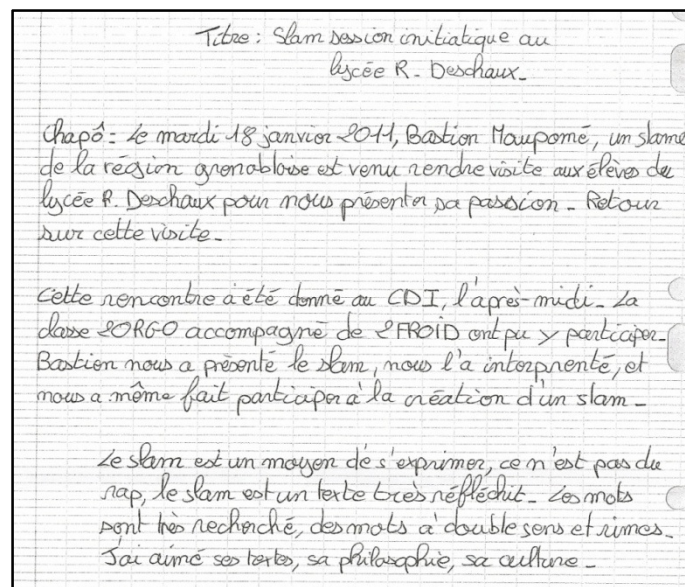 Titre : Slam session initiatique au
lycée R. Deschaux.
Chapô : Le mardi 18 janvier 2011, Bastien Maupomé, un slame
de la région grenobloise est venu rendre visite aux élèves du
lycée R. Deschaux pour nous présenter sa passion. Retour
sur cette visite.
Cette rencontre à été donné au CDI, l'après-midi. La
classe 2ORGO accompagné de 2FROID ont pu y participer.
Bastien nous a présenté le slam, nous l'a interprenté, et
nous a même fait participer à la création d'un slam.
Le slam est un moyen de s'exprimer, ce n'est pas du
rap, le slam est un texte très réfléchit. Les mots
sont très recherché, des mots à double sens et rimes.
J'ai aimé ses textes, sa philosophie, sa culture.